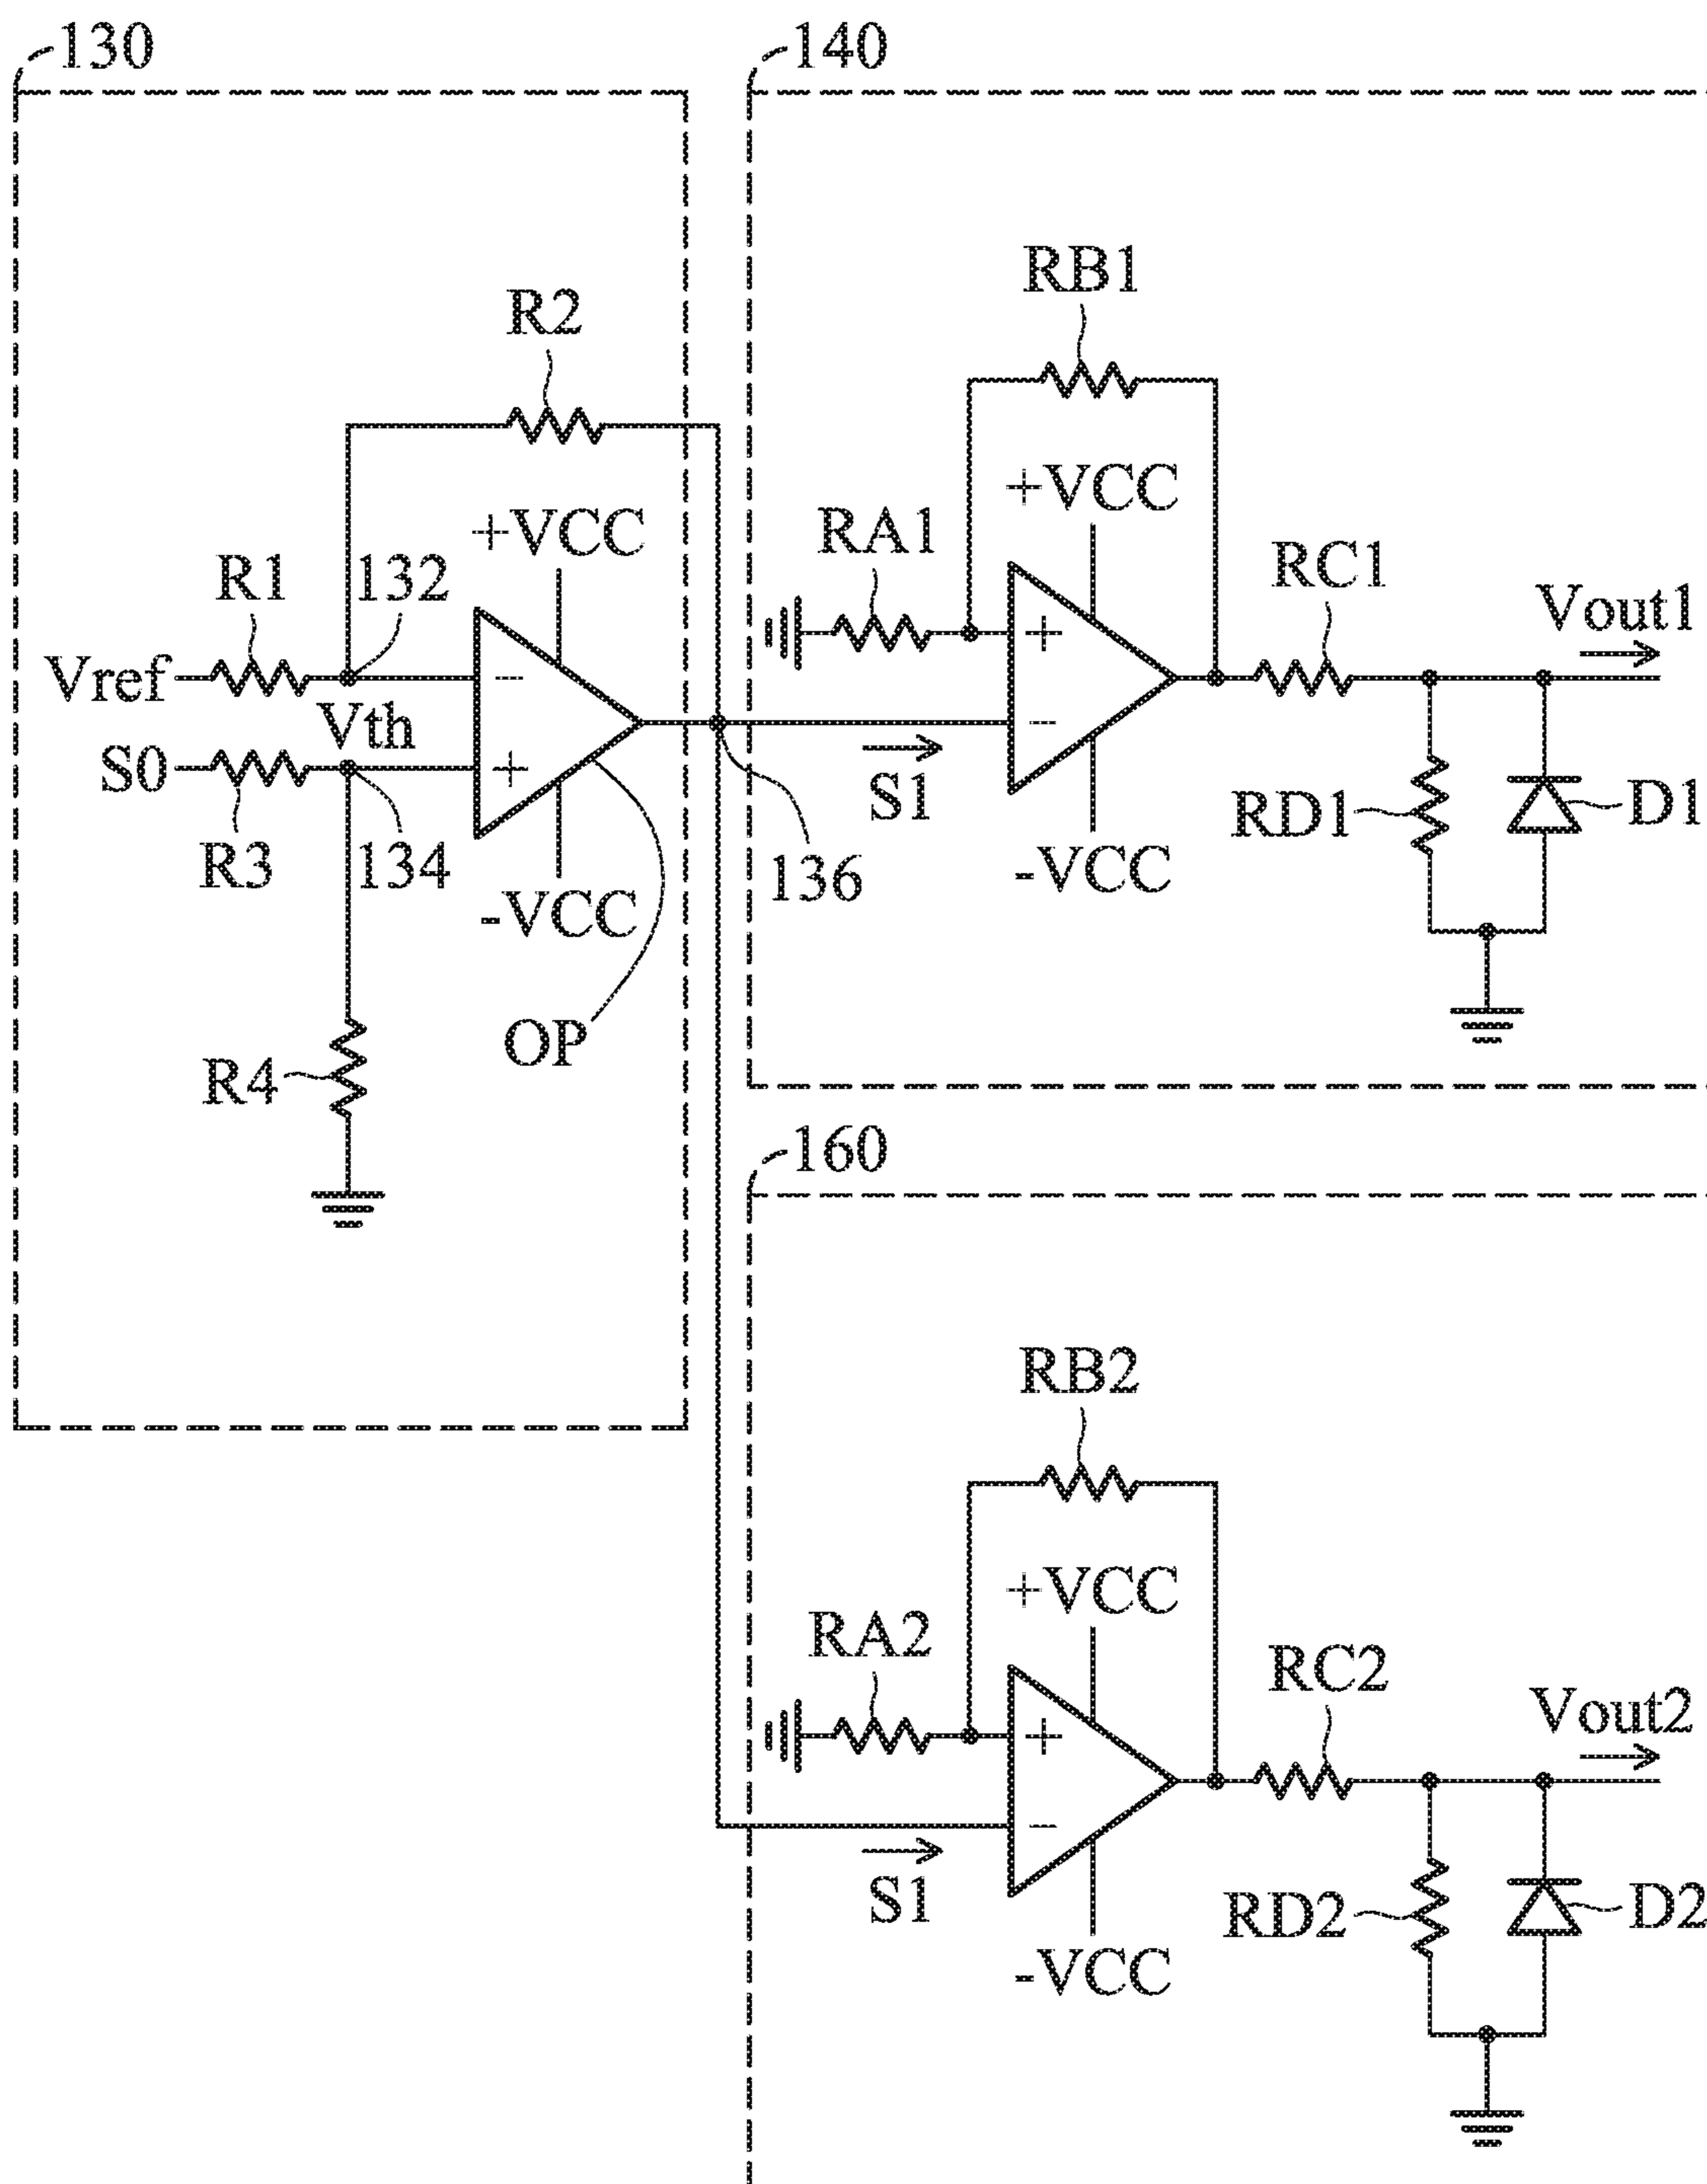 130
140
RB1
R2
+VCC
+VCC
RA1
R1
132
RC1
Vout1
Vref
-
+
Vth
S0
+
-
S1
RD1
D1
R3
134
136
-VCC
-VCC
OP
R4
160
RB2
+VCC
RA2
RC2
Vout2
+
-
S1
RD2
D2
-VCC